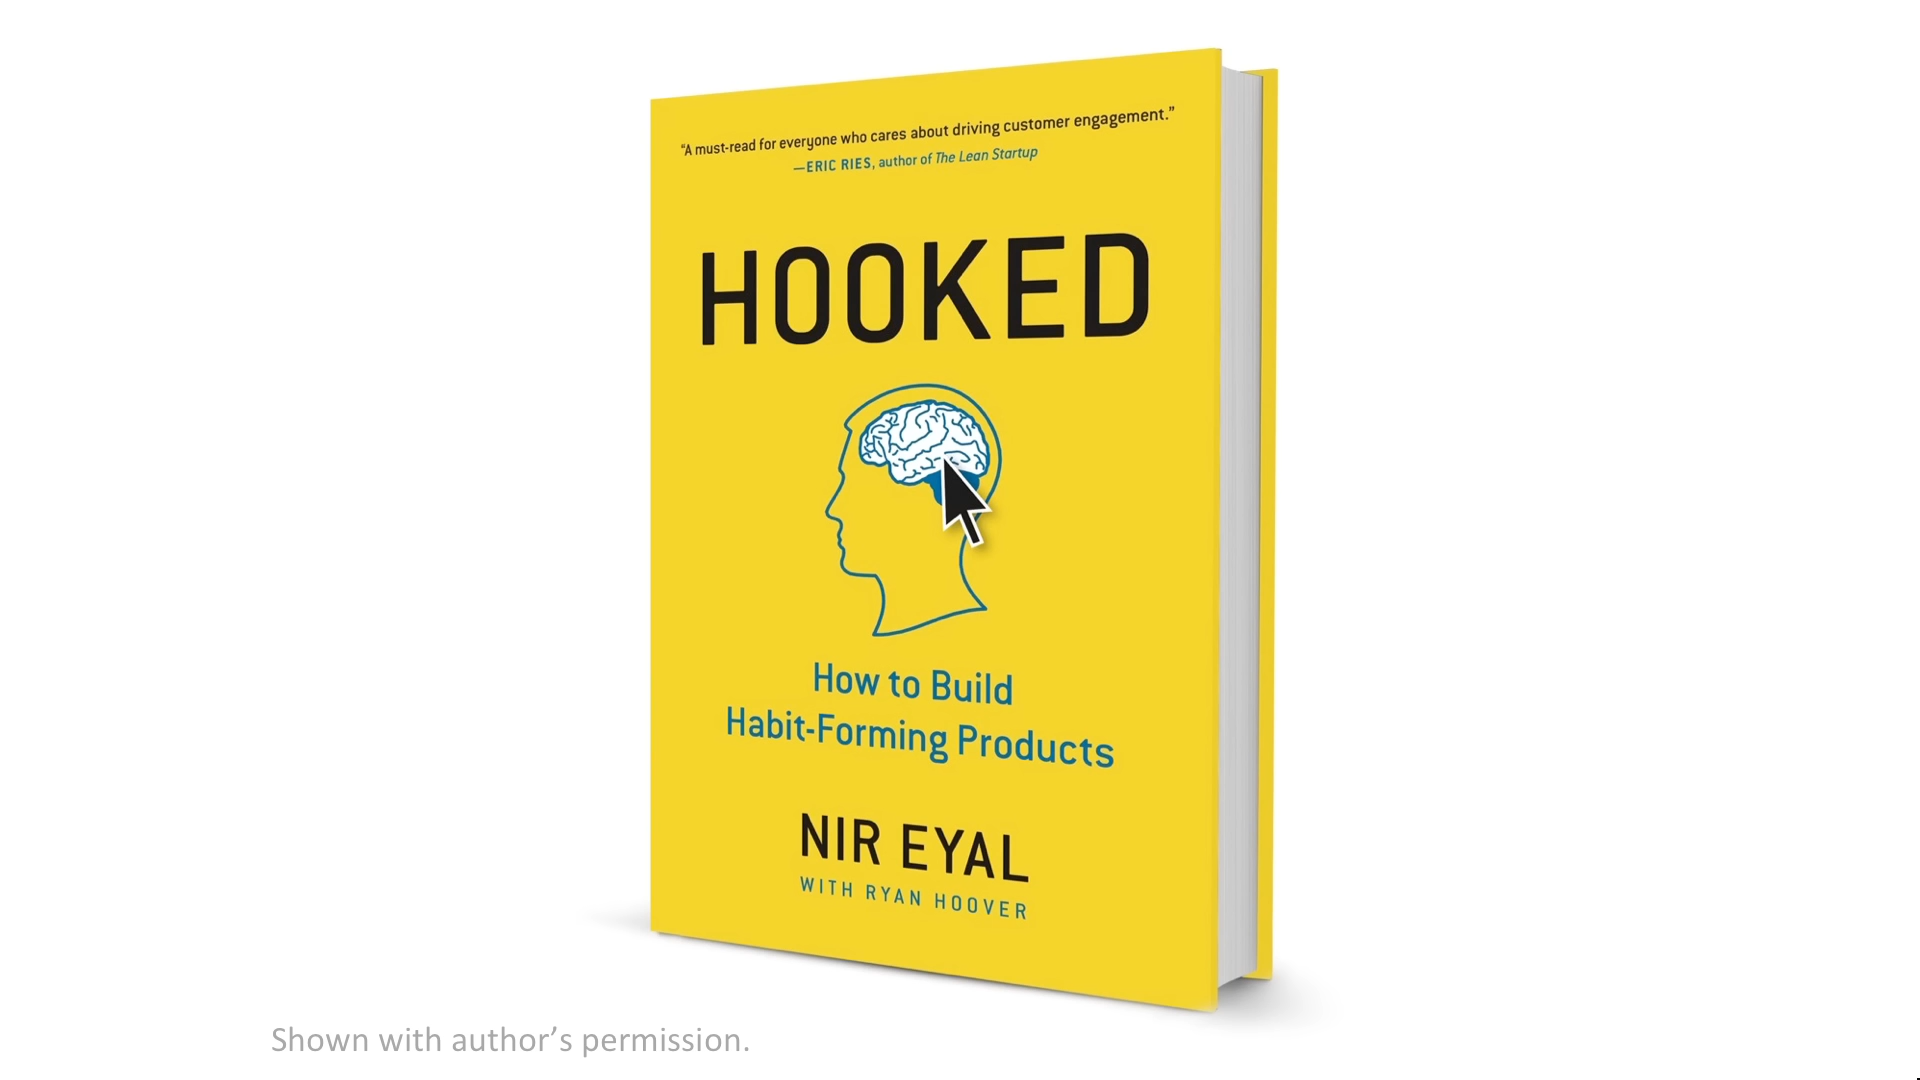 “A must-read for everyone who cares about driving customer engagement.”
—ERIC RIES, author of The Lean Startup
HOOKED
How to Build
Habit-Forming Products
NIR EYAL
WITH RYAN HOOVER
Shown with author’s permission.